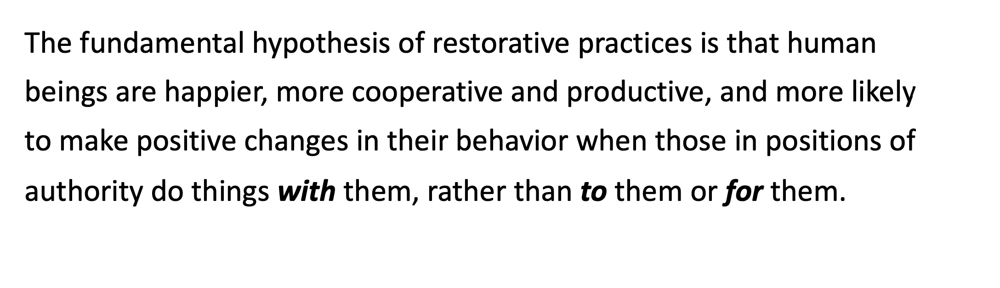 The fundamental hypothesis of restorative practices is that human
beings are happier, more cooperative and productive, and more likely
to make positive changes in their behavior when those in positions of
authority do things with them, rather than to them or for them.